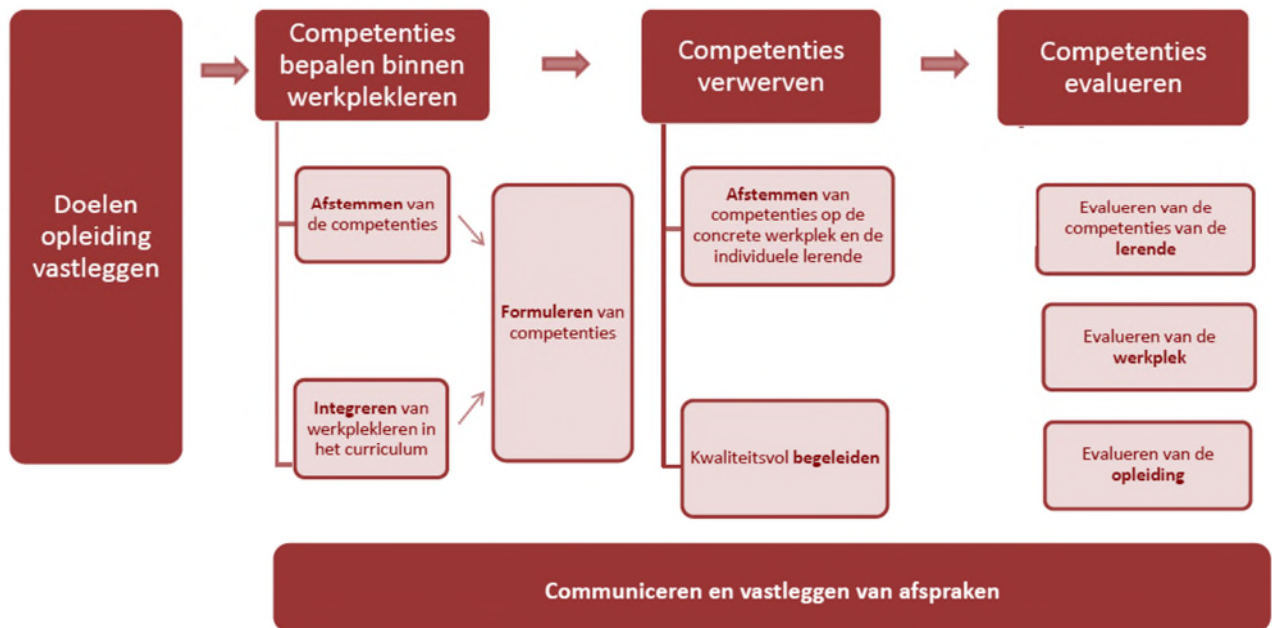 Doelen
opleiding
vastleggen
Competenties
bepalen binnen
werkplekleren
Afstemmen van
de competenties
Integreren van
werkplekleren in
het curriculum
Formuleren van
competenties
Competenties
verwerven
Afstemmen van
competenties op de
concrete werkplek en de
individuele lerende
Kwaliteitsvol begeleiden
Competenties
evalueren
Evalueren van de
competenties van de
lerende
Evalueren van de
werkplek
Evalueren van de
opleiding
Communiceren en vastleggen van afspraken